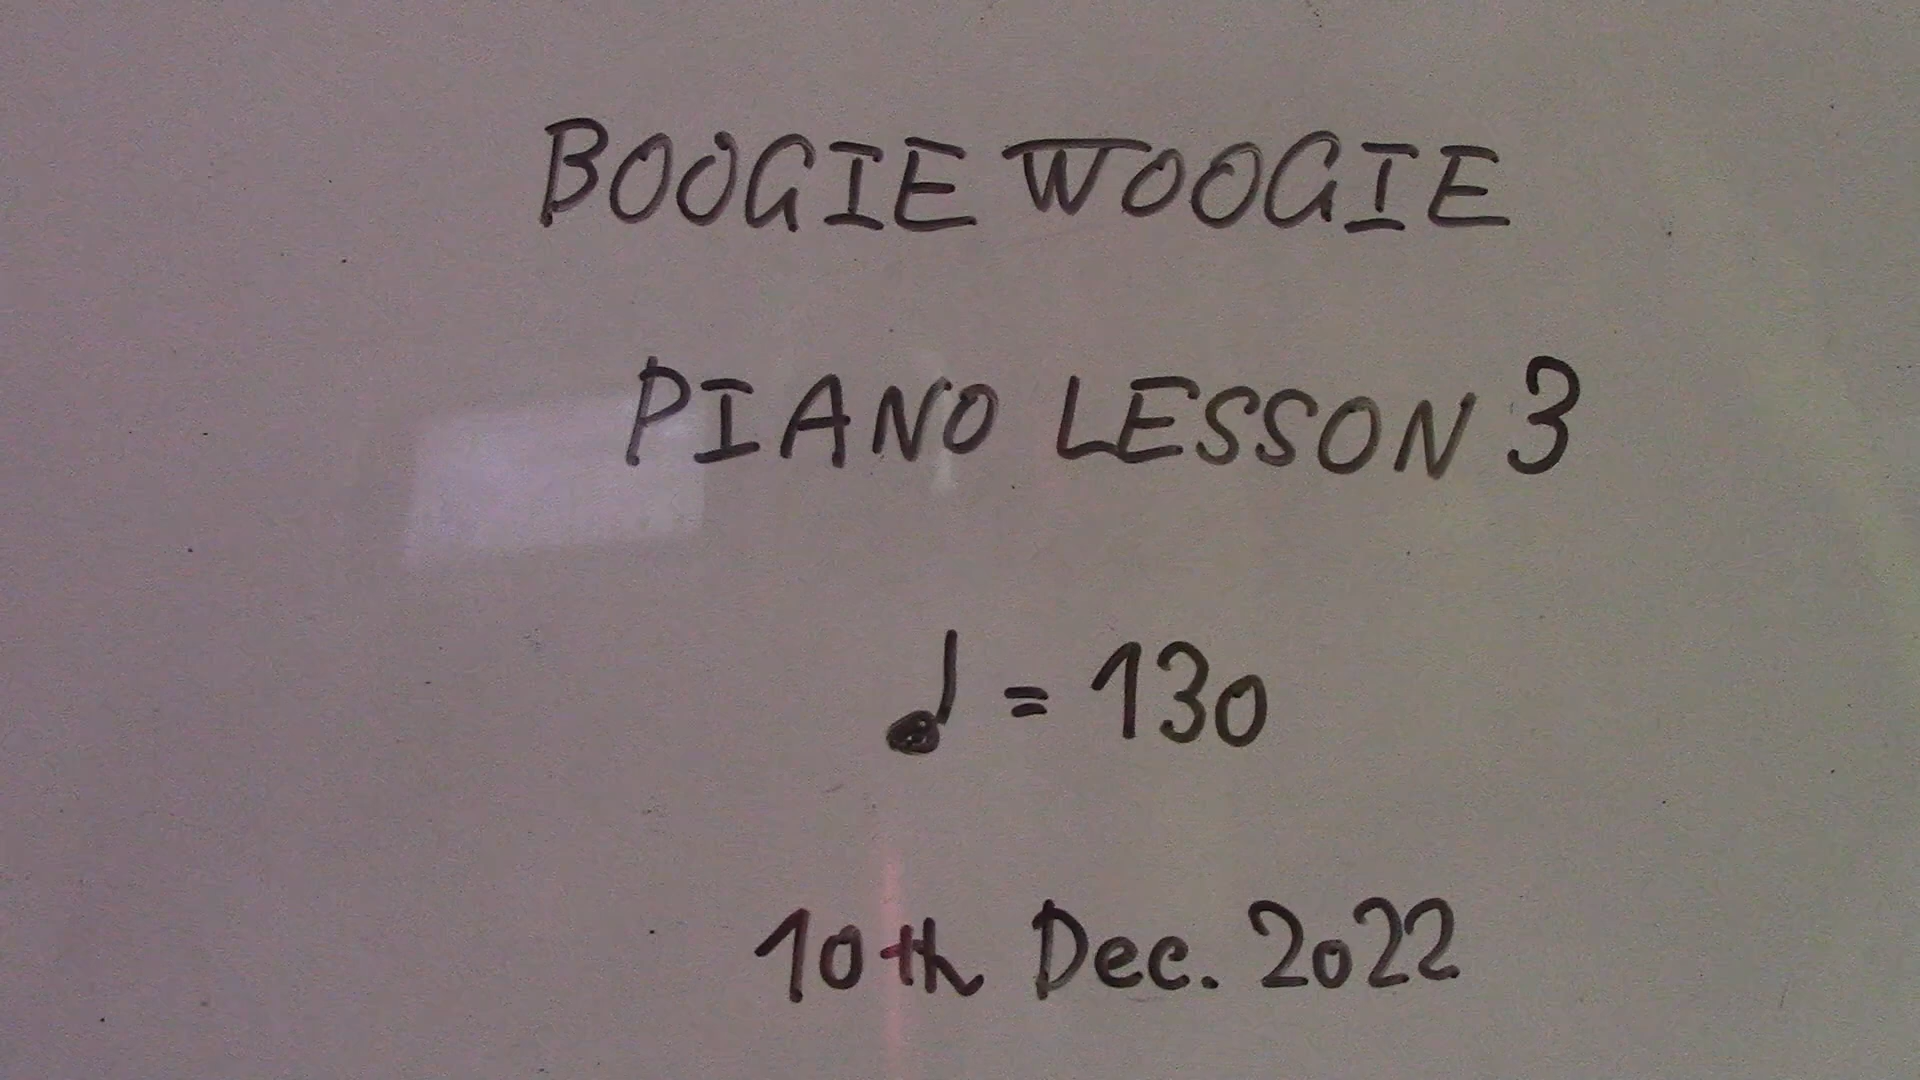 BOOGIE WOOGIE
PIANO LESSON 3
♩ = 130
10th Dec. 2022